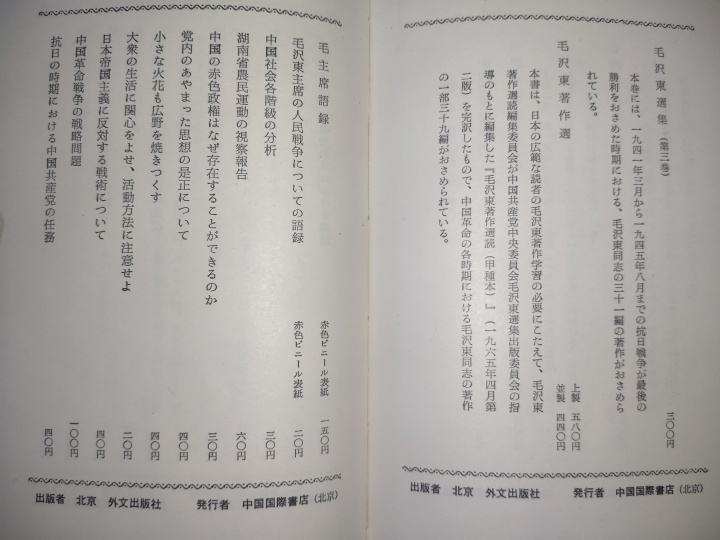 毛沢東選集(第三巻)
三〇〇円
本巻には、一九四一年三月から一九四五年八月までの抗日戦争が最後の
勝利をおさめた時期における、毛沢東同志の三十一編の著作がおさめら
れている。
毛沢東著作選
上製 五八〇円
並製 四四〇円
本書は、日本の広範な読者の毛沢東著作学習の必要にこたえて、毛沢東
著作選読編集委員会が中国共産党中央委員会毛沢東選集出版委員会の指
導のもとに編集した『毛沢東著作選読(甲種本)』(一九六五年四月第
二版)を完訳したもので、中国革命の各時期における毛沢東同志の著作
の一部三十九編がおさめられている。
出版者 北京 外文出版社 発行者 中国国際書店(北京)
毛主席語録 赤色ビニール表紙 一五〇円
毛沢東主席の人民戦争についての語録 赤色ビニール表紙 二〇円
中国社会各階級の分析 三〇円
湖南省農民運動の視察報告 六〇円
中国の赤色政権はなぜ存在することができるのか 三〇円
党内のあやまった思想の是正について 四〇円
小さな火花も広野を焼きつくす 四〇円
大衆の生活に関心をよせ、活動方法に注意せよ 二〇円
日本帝国主義に反対する戦術について 四〇円
中国革命戦争の戦略問題 一〇〇円
抗日の時期における中国共産党の任務 四〇円
出版者 北京 外文出版社 発行者 中国国際書店(北京)